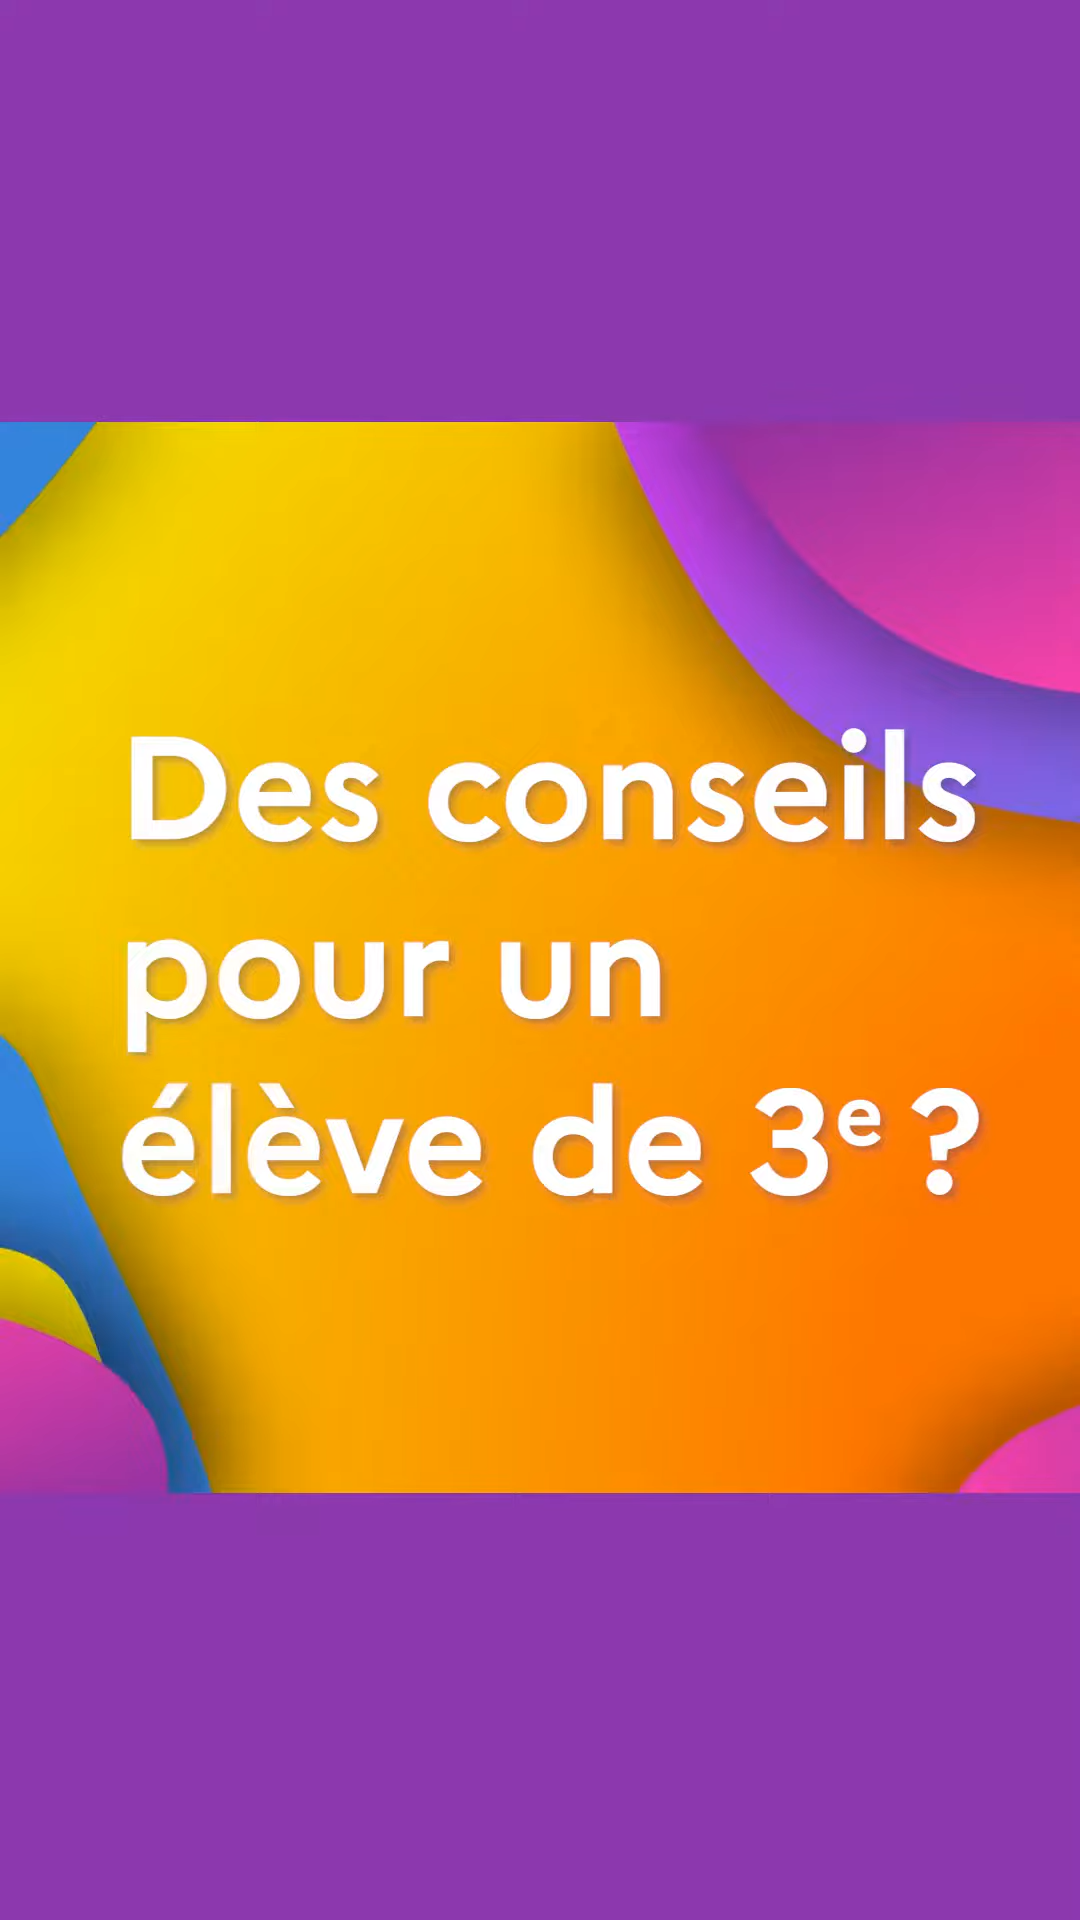 Des conseils
pour un
élève de 3ᵉ ?